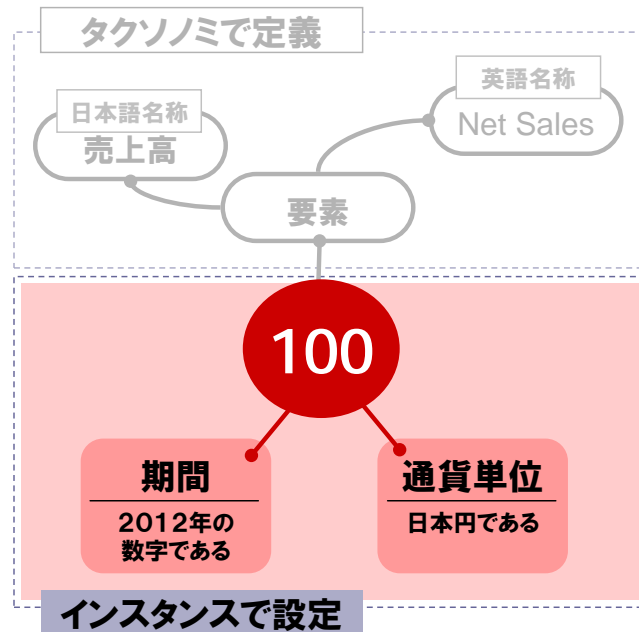 タクソノミで定義
英語名称
Net Sales
日本語名称
売上高
要素
100
期間
2012年の
数字である
通貨単位
日本円である
インスタンスで設定